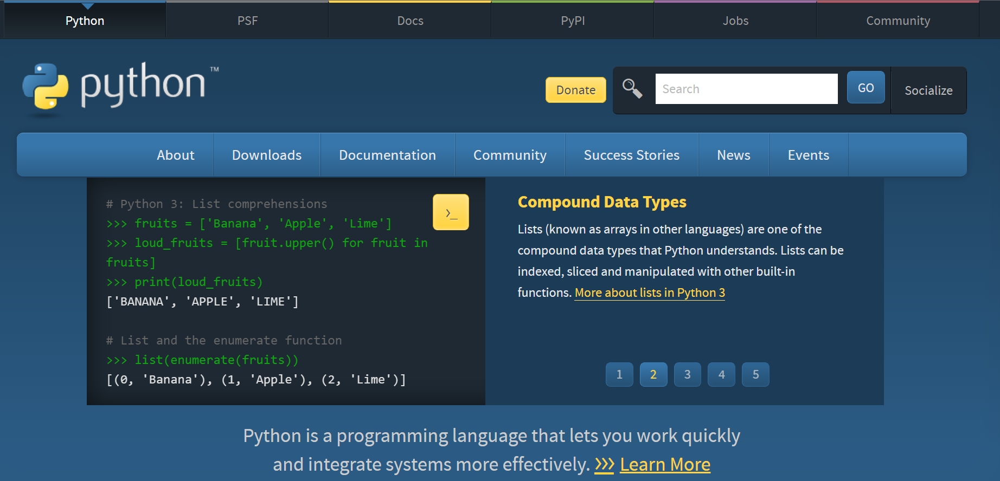 Python
PSF
Docs
PyPI
Jobs
Community
python™
Donate
Search
GO
Socialize
About
Downloads
Documentation
Community
Success Stories
News
Events
# Python 3: List comprehensions
>>> fruits = ['Banana', 'Apple', 'Lime']
>>> loud_fruits = [fruit.upper() for fruit in
fruits]
>>> print(loud_fruits)
['BANANA', 'APPLE', 'LIME']
# List and the enumerate function
>>> list(enumerate(fruits))
[(0, 'Banana'), (1, 'Apple'), (2, 'Lime')]
>_
Compound Data Types
Lists (known as arrays in other languages) are one of the
compound data types that Python understands. Lists can be
indexed, sliced and manipulated with other built-in
functions. More about lists in Python 3
1 2 3 4 5
Python is a programming language that lets you work quickly
and integrate systems more effectively. >>> Learn More